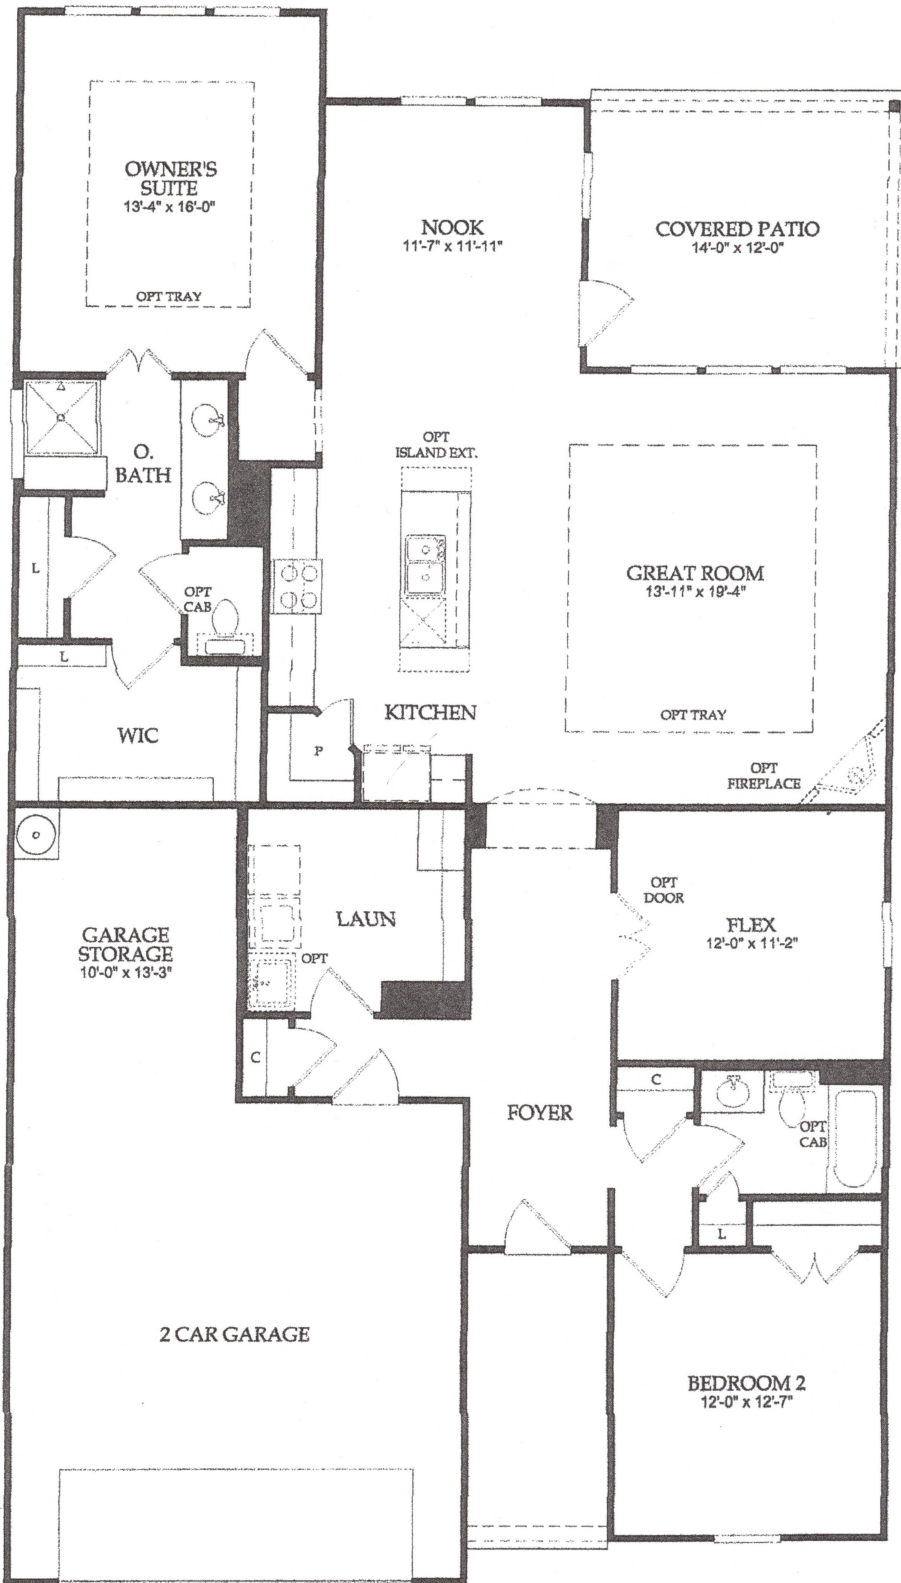 OWNER'S
SUITE
13'-4" x 16'-0"
OPT TRAY
NOOK
11'-7" x 11'-11"
COVERED PATIO
14'-0" x 12'-0"
O.
BATH
OPT
ISLAND EXT.
L
OPT
CAB
GREAT ROOM
13'-11" x 19'-4"
OPT TRAY
L
WIC
KITCHEN
P
OPT
FIREPLACE
GARAGE
STORAGE
10'-0" x 13'-3"
LAUN
OPT
OPT
DOOR
FLEX
12'-0" x 11'-2"
C
FOYER
C
OPT
CAB
L
2 CAR GARAGE
BEDROOM 2
12'-0" x 12'-7"